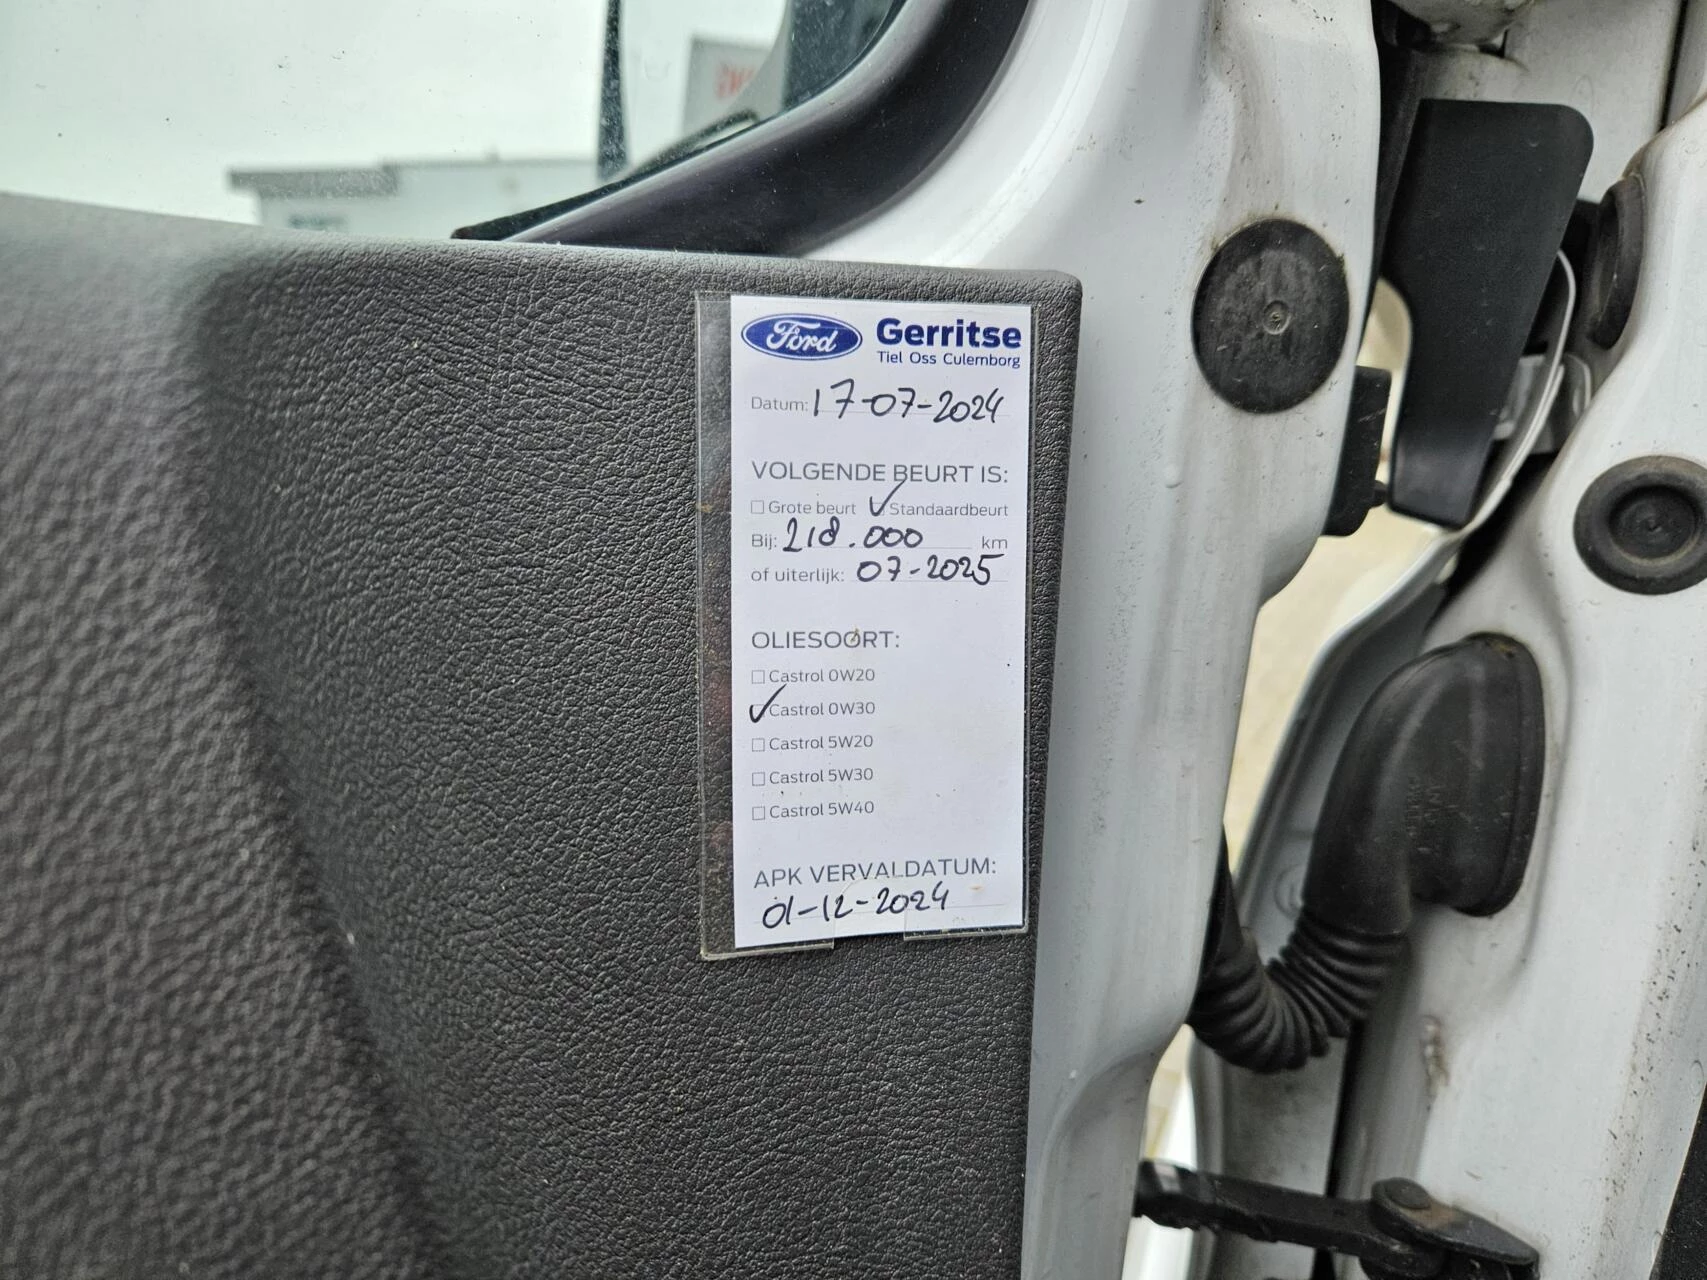 Ford Gerritse
Tiel Oss Culemborg
Datum: 17-07-2024
VOLGENDE BEURT IS:
☐ Grote beurt ✓ Standaardbeurt
Bij: 218.000 km
of uiterlijk: 07-2025
OLIESOORT:
☐ Castrol 0W20
✓ Castrol 0W30
☐ Castrol 5W20
☐ Castrol 5W30
☐ Castrol 5W40
APK VERVALDATUM:
01-12-2024